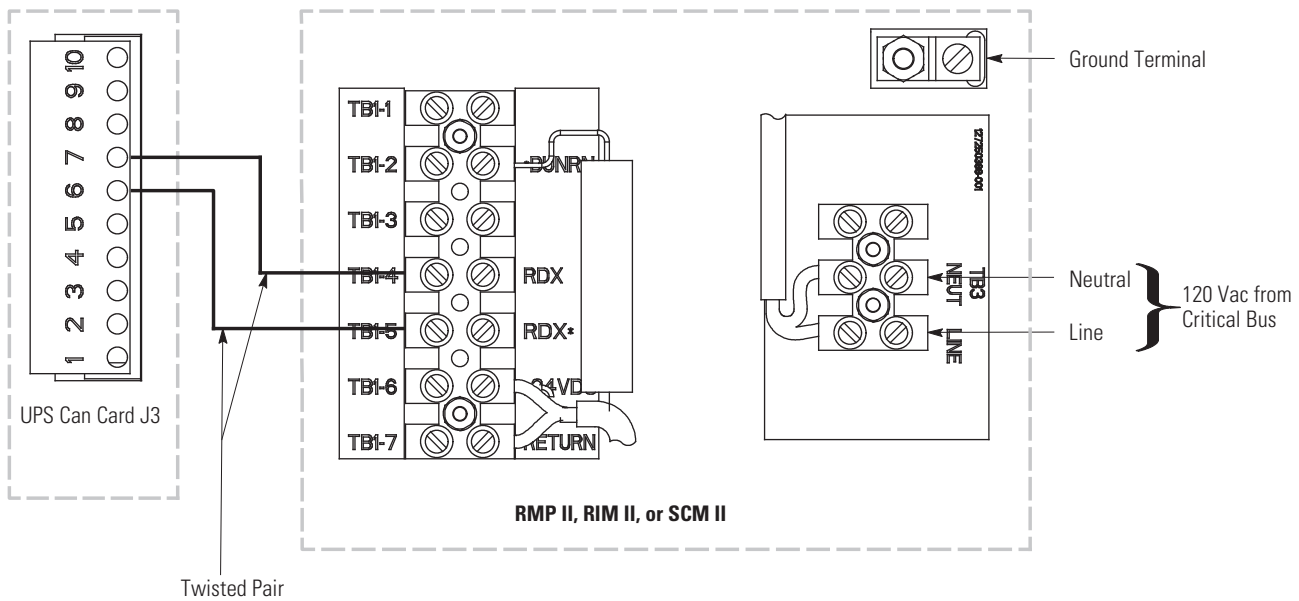 10
9
8
7
6
5
4
3
2
1
UPS Can Card J3
TB1-1
TB1-2
TB1-3
TB1-4
RDX
TB1-5
RDX*
TB1-6
TB1-7
RETURN
Ground Terminal
1272503969-001
TB3
NEUT
LINE
Neutral
Line
120 Vac from
Critical Bus
RMP II, RIM II, or SCM II
Twisted Pair